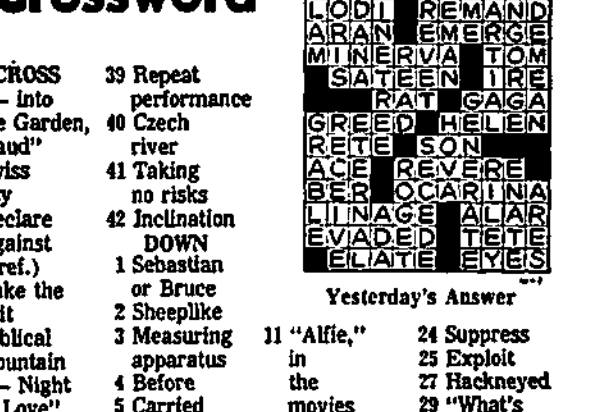 Crossword
CROSS
— into
e Garden,
aud"
viss
y
eclare
gainst
ref.)
ake the
it
blical
ountain
— Night
Love"
39 Repeat
performance
40 Czech
river
41 Taking
no risks
42 Inclination
DOWN
1 Sebastian
or Bruce
2 Sheeplike
3 Measuring
apparatus
4 Before
5 Carried
LODI REMAND
ARAN EMERGE
MINERVA TOM
SATEEN IRE
RAT GAGA
GREED HELEN
RETE SON
ACE REVERE
BER OCARINA
LINAGE ALAR
EVADED TETE
ELATE EYES
Yesterday's Answer
11 "Alfie,"
in
the
movies
24 Suppress
25 Exploit
27 Hackneyed
29 "What's